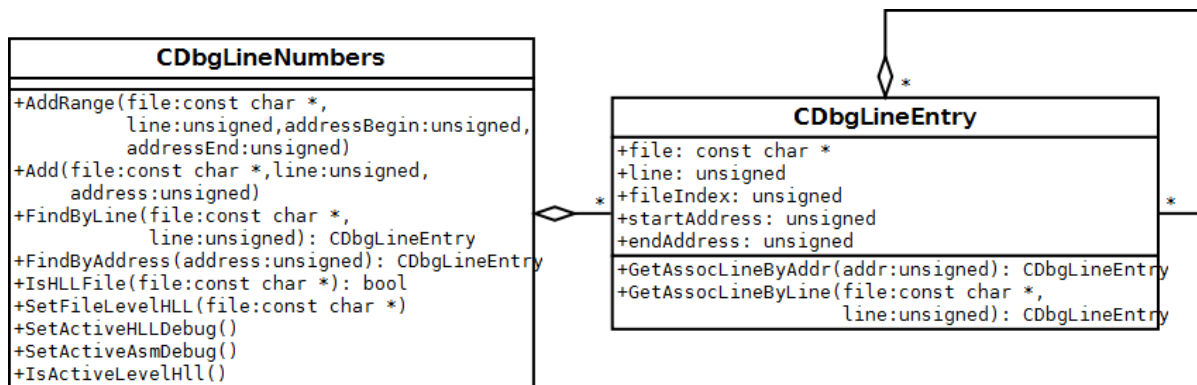 CDbgLineNumbers
+AddRange(file:const char *,
line:unsigned,addressBegin:unsigned,
addressEnd:unsigned)
+Add(file:const char *,line:unsigned,
address:unsigned)
+FindByLine(file:const char *,
line:unsigned): CDbgLineEntry
+FindByAddress(address:unsigned): CDbgLineEntry
+IsHLLFile(file:const char *): bool
+SetFileLevelHLL(file:const char *)
+SetActiveHLLDebug()
+SetActiveAsmDebug()
+IsActiveLevelHll()
*
*
CDbgLineEntry
+file: const char *
+line: unsigned
+fileIndex: unsigned
+startAddress: unsigned
+endAddress: unsigned
+GetAssocLineByAddr(addr:unsigned): CDbgLineEntry
+GetAssocLineByLine(file:const char *,
line:unsigned): CDbgLineEntry
*